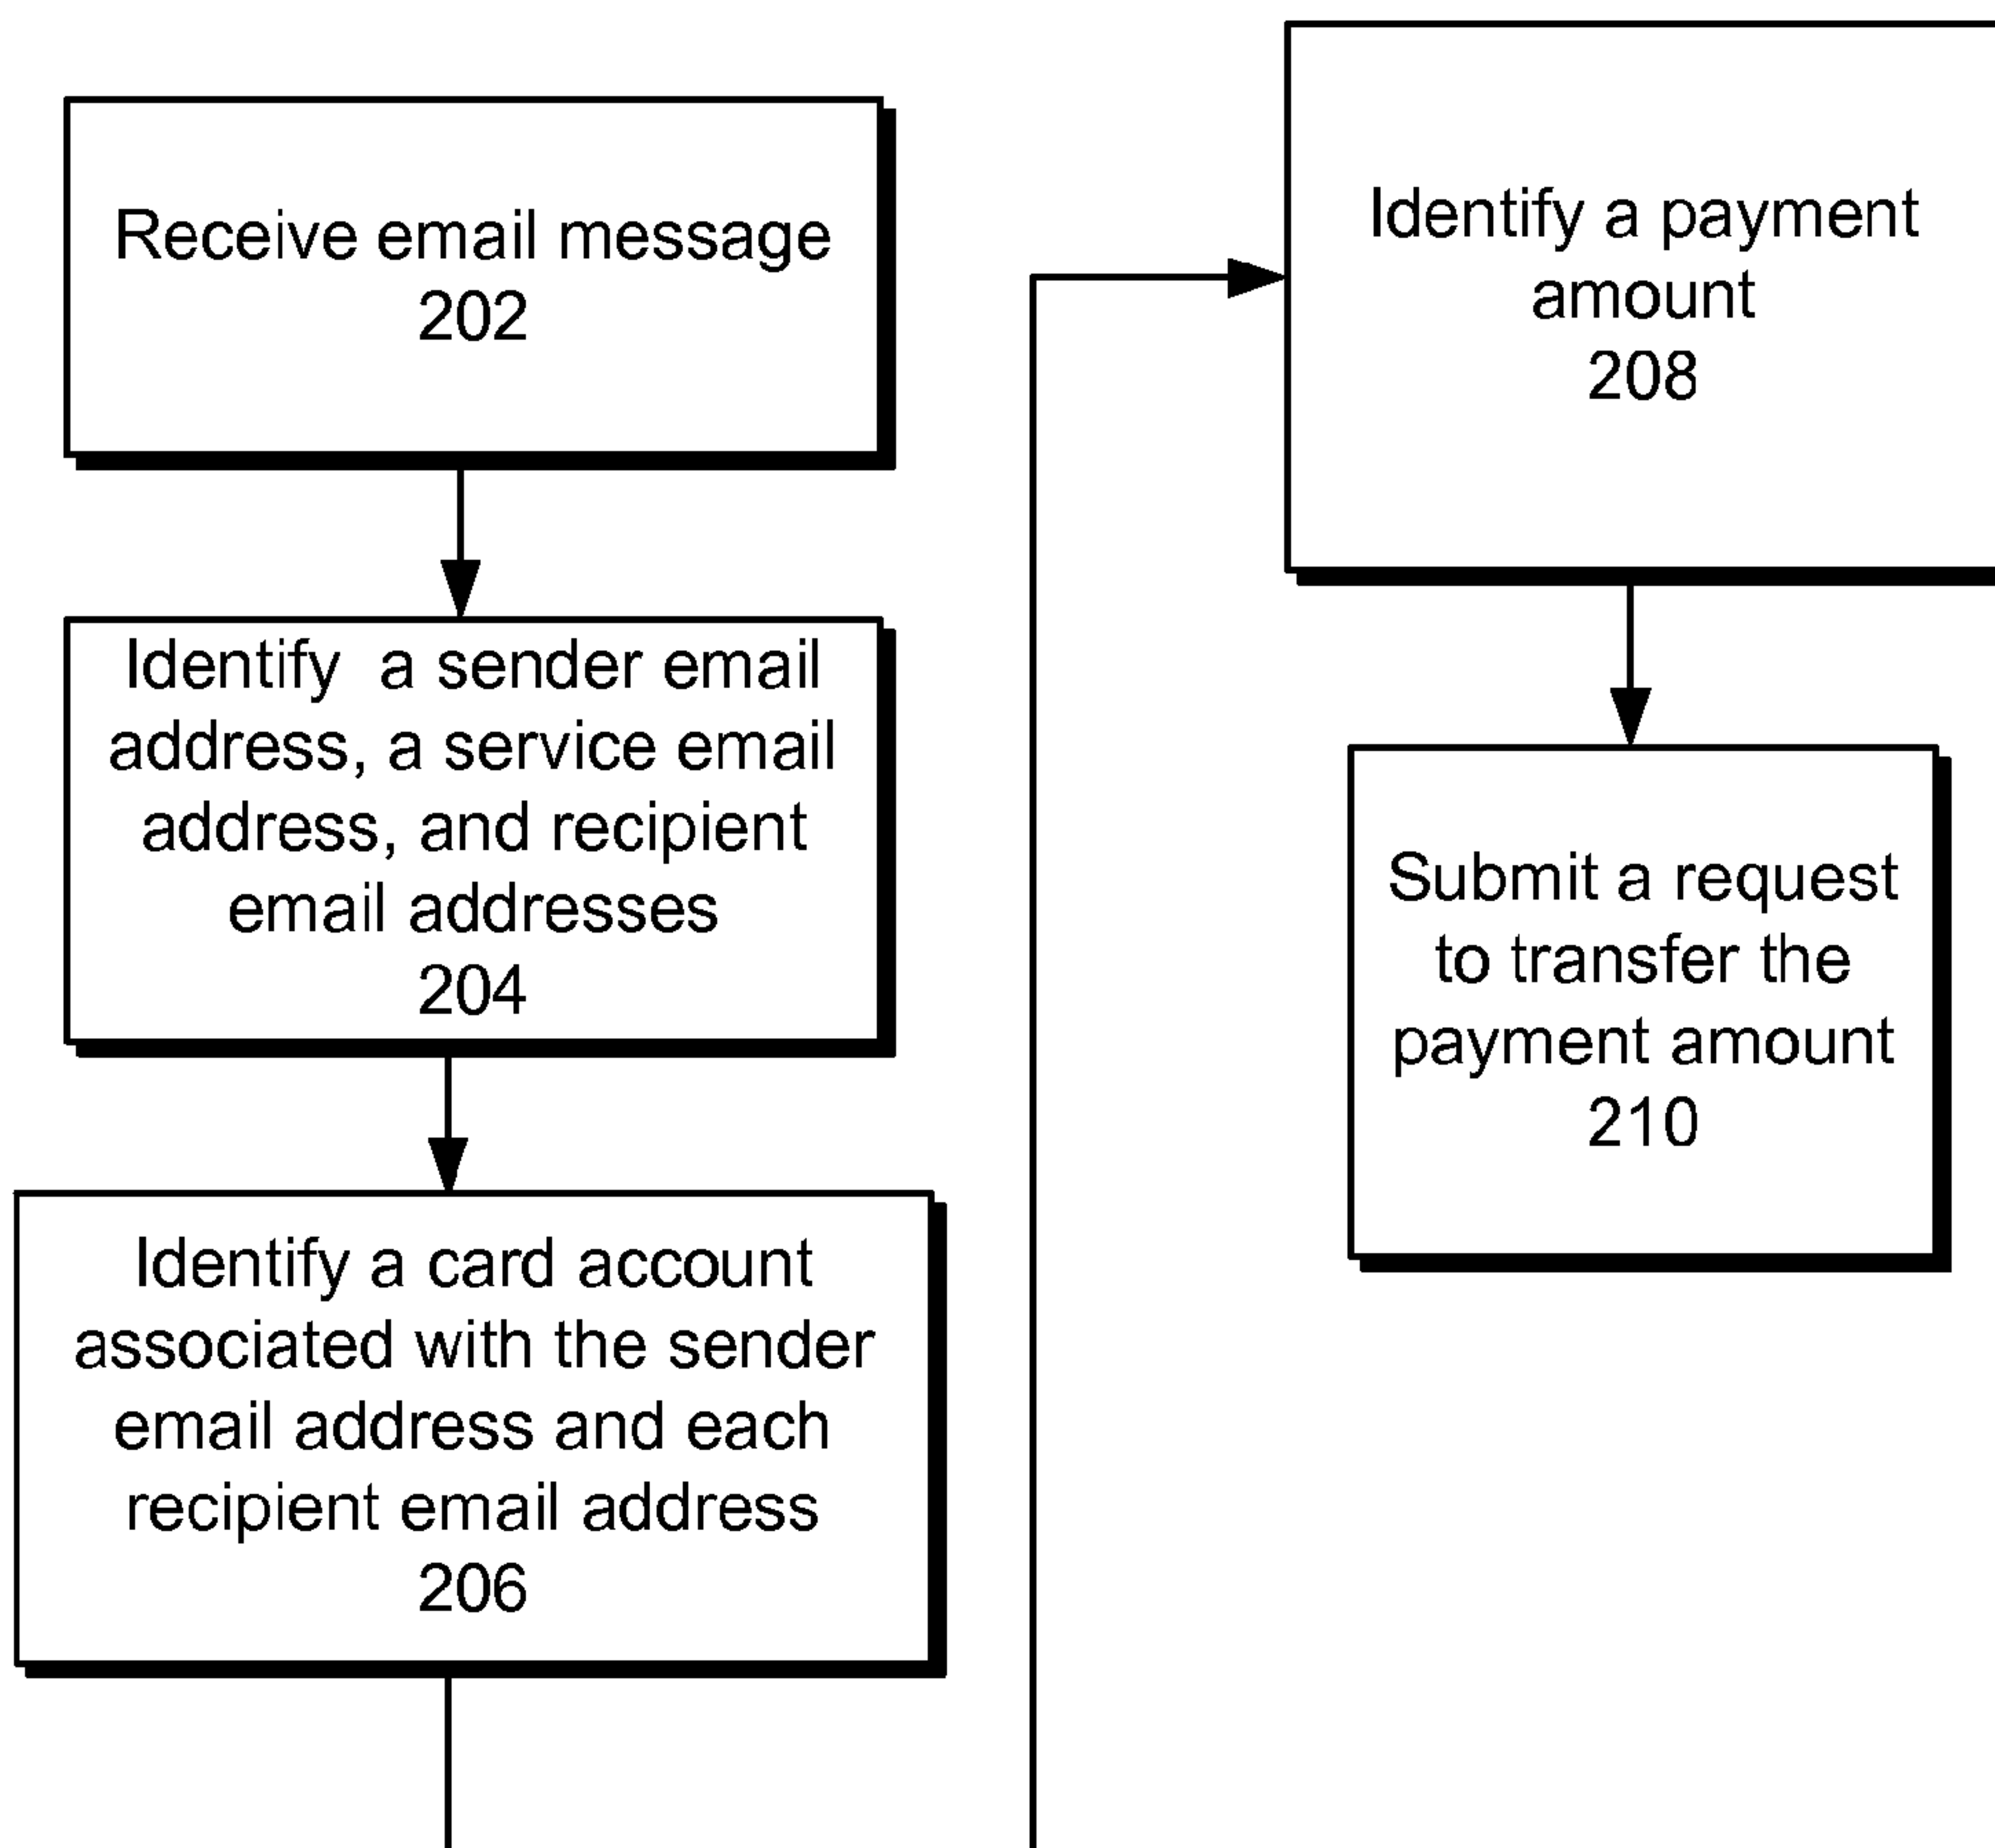 Receive email message
202
Identify a sender email
address, a service email
address, and recipient
email addresses
204
Identify a card account
associated with the sender
email address and each
recipient email address
206
Identify a payment
amount
208
Submit a request
to transfer the
payment amount
210